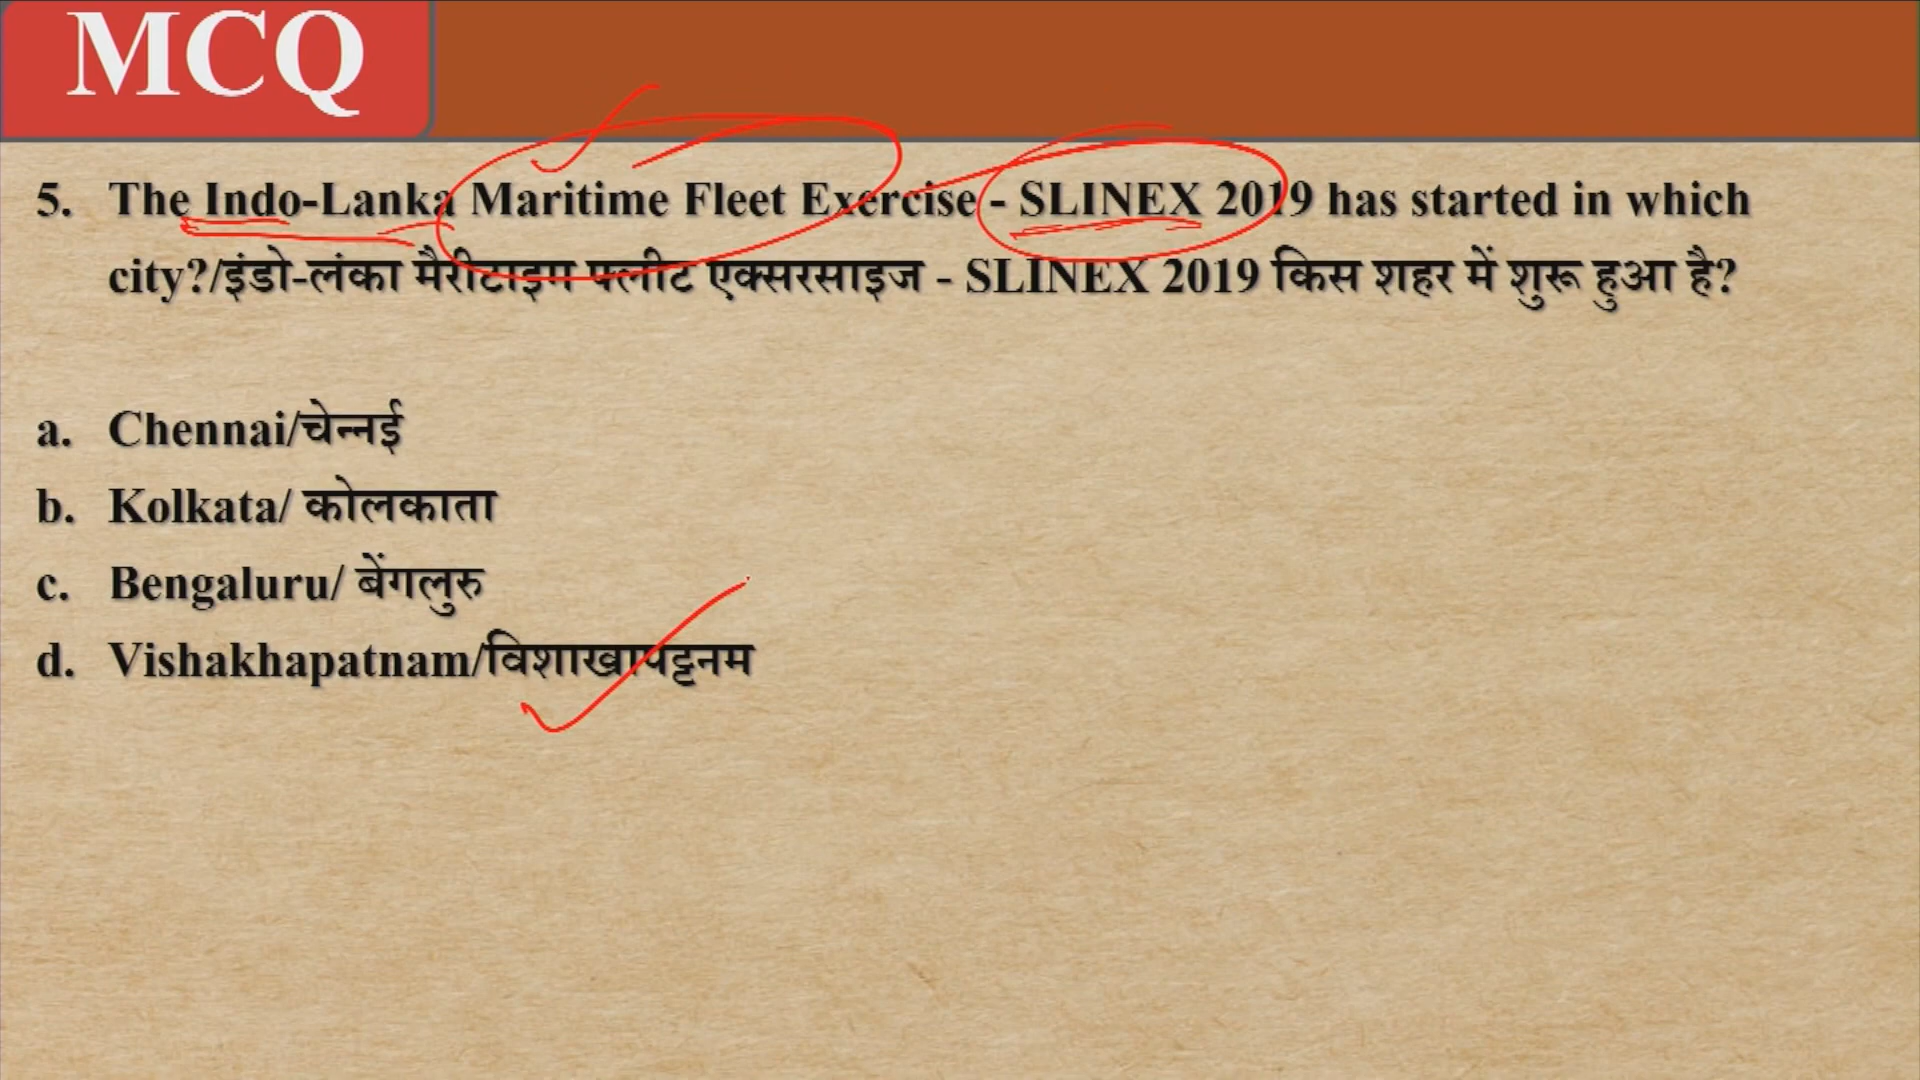 MCQ
5. The Indo-Lanka Maritime Fleet Exercise - SLINEX 2019 has started in which
city?/इंडो-लंका मैरीटाइम फ्लीट एक्सरसाइज - SLINEX 2019 किस शहर में शुरू हुआ है?
a. Chennai/चेन्नई
b. Kolkata/ कोलकाता
c. Bengaluru/ बेंगलुरु
d. Vishakhapatnam/विशाखापट्टनम